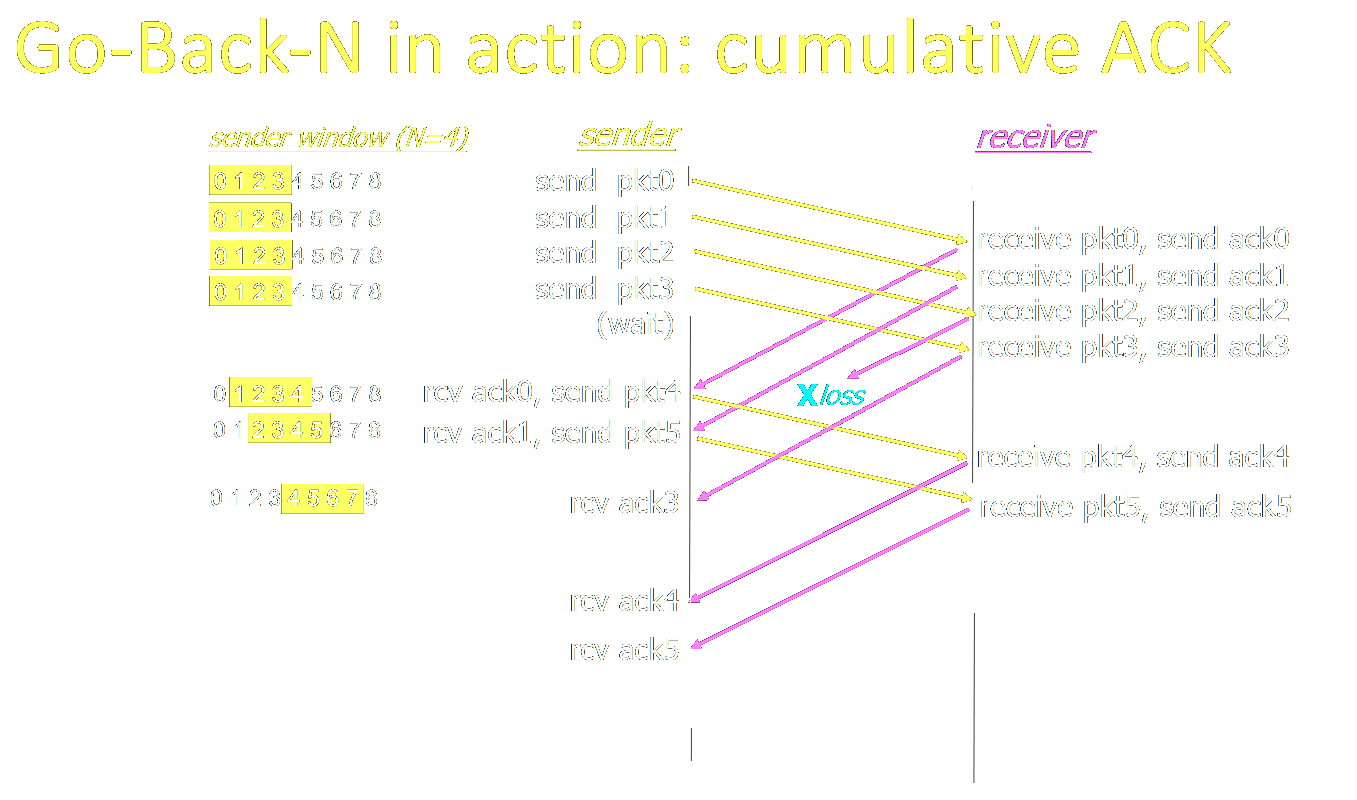 Go-Back-N in action: cumulative ACK
sender window (N=4) sender receiver
0 1 2 3 4 5 6 7 8 send pkt0
0 1 2 3 4 5 6 7 8 send pkt1
0 1 2 3 4 5 6 7 8 send pkt2
0 1 2 3 4 5 6 7 8 send pkt3
(wait)
receive pkt0, send ack0
receive pkt1, send ack1
receive pkt2, send ack2
receive pkt3, send ack3
Xloss
0 1 2 3 4 5 6 7 8 rcv ack0, send pkt4
0 1 2 3 4 5 6 7 8 rcv ack1, send pkt5
receive pkt4, send ack4
0 1 2 3 4 5 6 7 8 rcv ack3
receive pkt5, send ack5
rcv ack4
rcv ack5